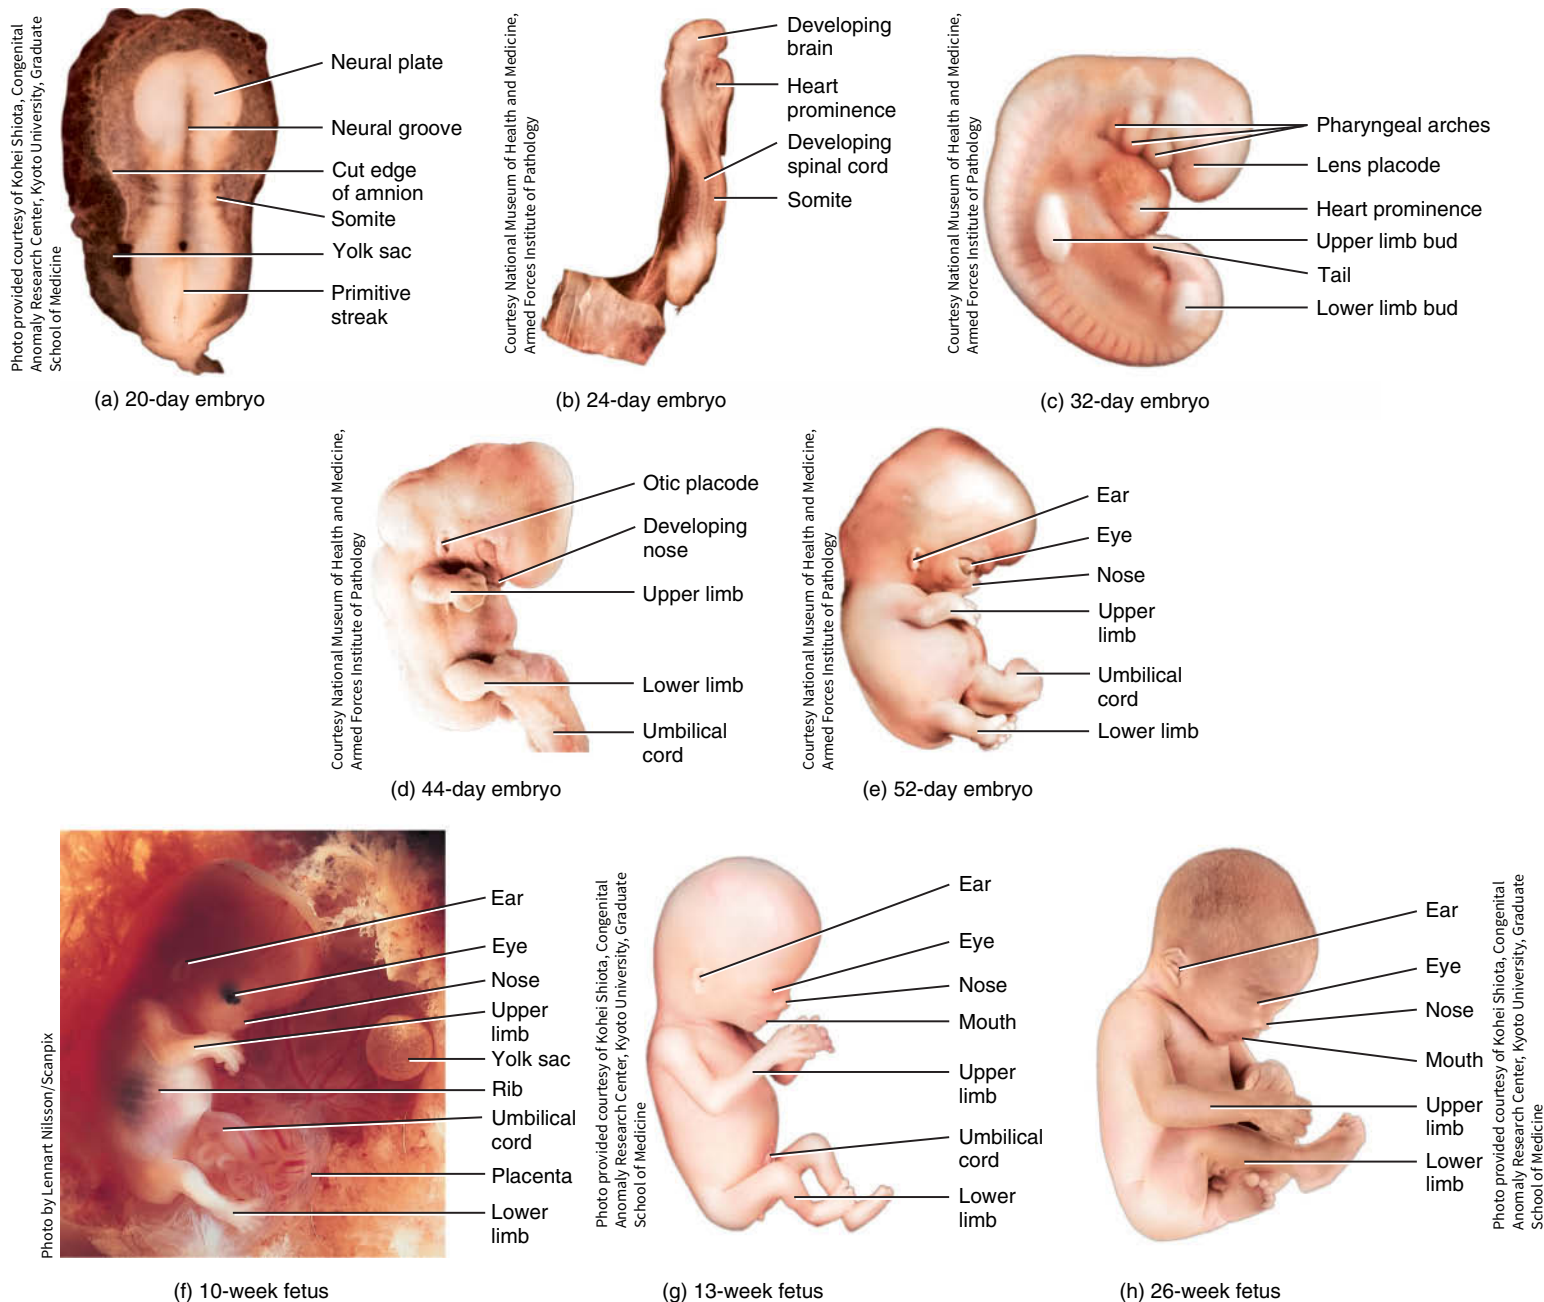 Photo provided courtesy of Kohei Shiota, Congenital
Anomaly Research Center, Kyoto University, Graduate
School of Medicine
Neural plate
Neural groove
Cut edge
of amnion
Somite
Yolk sac
Primitive
streak
(a) 20-day embryo
Courtesy National Museum of Health and Medicine,
Armed Forces Institute of Pathology
Developing
brain
Heart
prominence
Developing
spinal cord
Somite
(b) 24-day embryo
Courtesy National Museum of Health and Medicine,
Armed Forces Institute of Pathology
Pharyngeal arches
Lens placode
Heart prominence
Upper limb bud
Tail
Lower limb bud
(c) 32-day embryo
Courtesy National Museum of Health and Medicine,
Armed Forces Institute of Pathology
Otic placode
Developing
nose
Upper limb
Lower limb
Umbilical
cord
(d) 44-day embryo
Courtesy National Museum of Health and Medicine,
Armed Forces Institute of Pathology
Ear
Eye
Nose
Upper
limb
Umbilical
cord
Lower limb
(e) 52-day embryo
Photo by Lennart Nilsson/Scanpix
Ear
Eye
Nose
Upper
limb
Yolk sac
Rib
Umbilical
cord
Placenta
Lower
limb
(f) 10-week fetus
Photo provided courtesy of Kohei Shiota, Congenital
Anomaly Research Center, Kyoto University, Graduate
School of Medicine
Ear
Eye
Nose
Mouth
Upper
limb
Umbilical
cord
Lower
limb
(g) 13-week fetus
Ear
Eye
Nose
Mouth
Upper
limb
Lower
limb
Photo provided courtesy of Kohei Shiota, Congenital
Anomaly Research Center, Kyoto University, Graduate
School of Medicine
(h) 26-week fetus